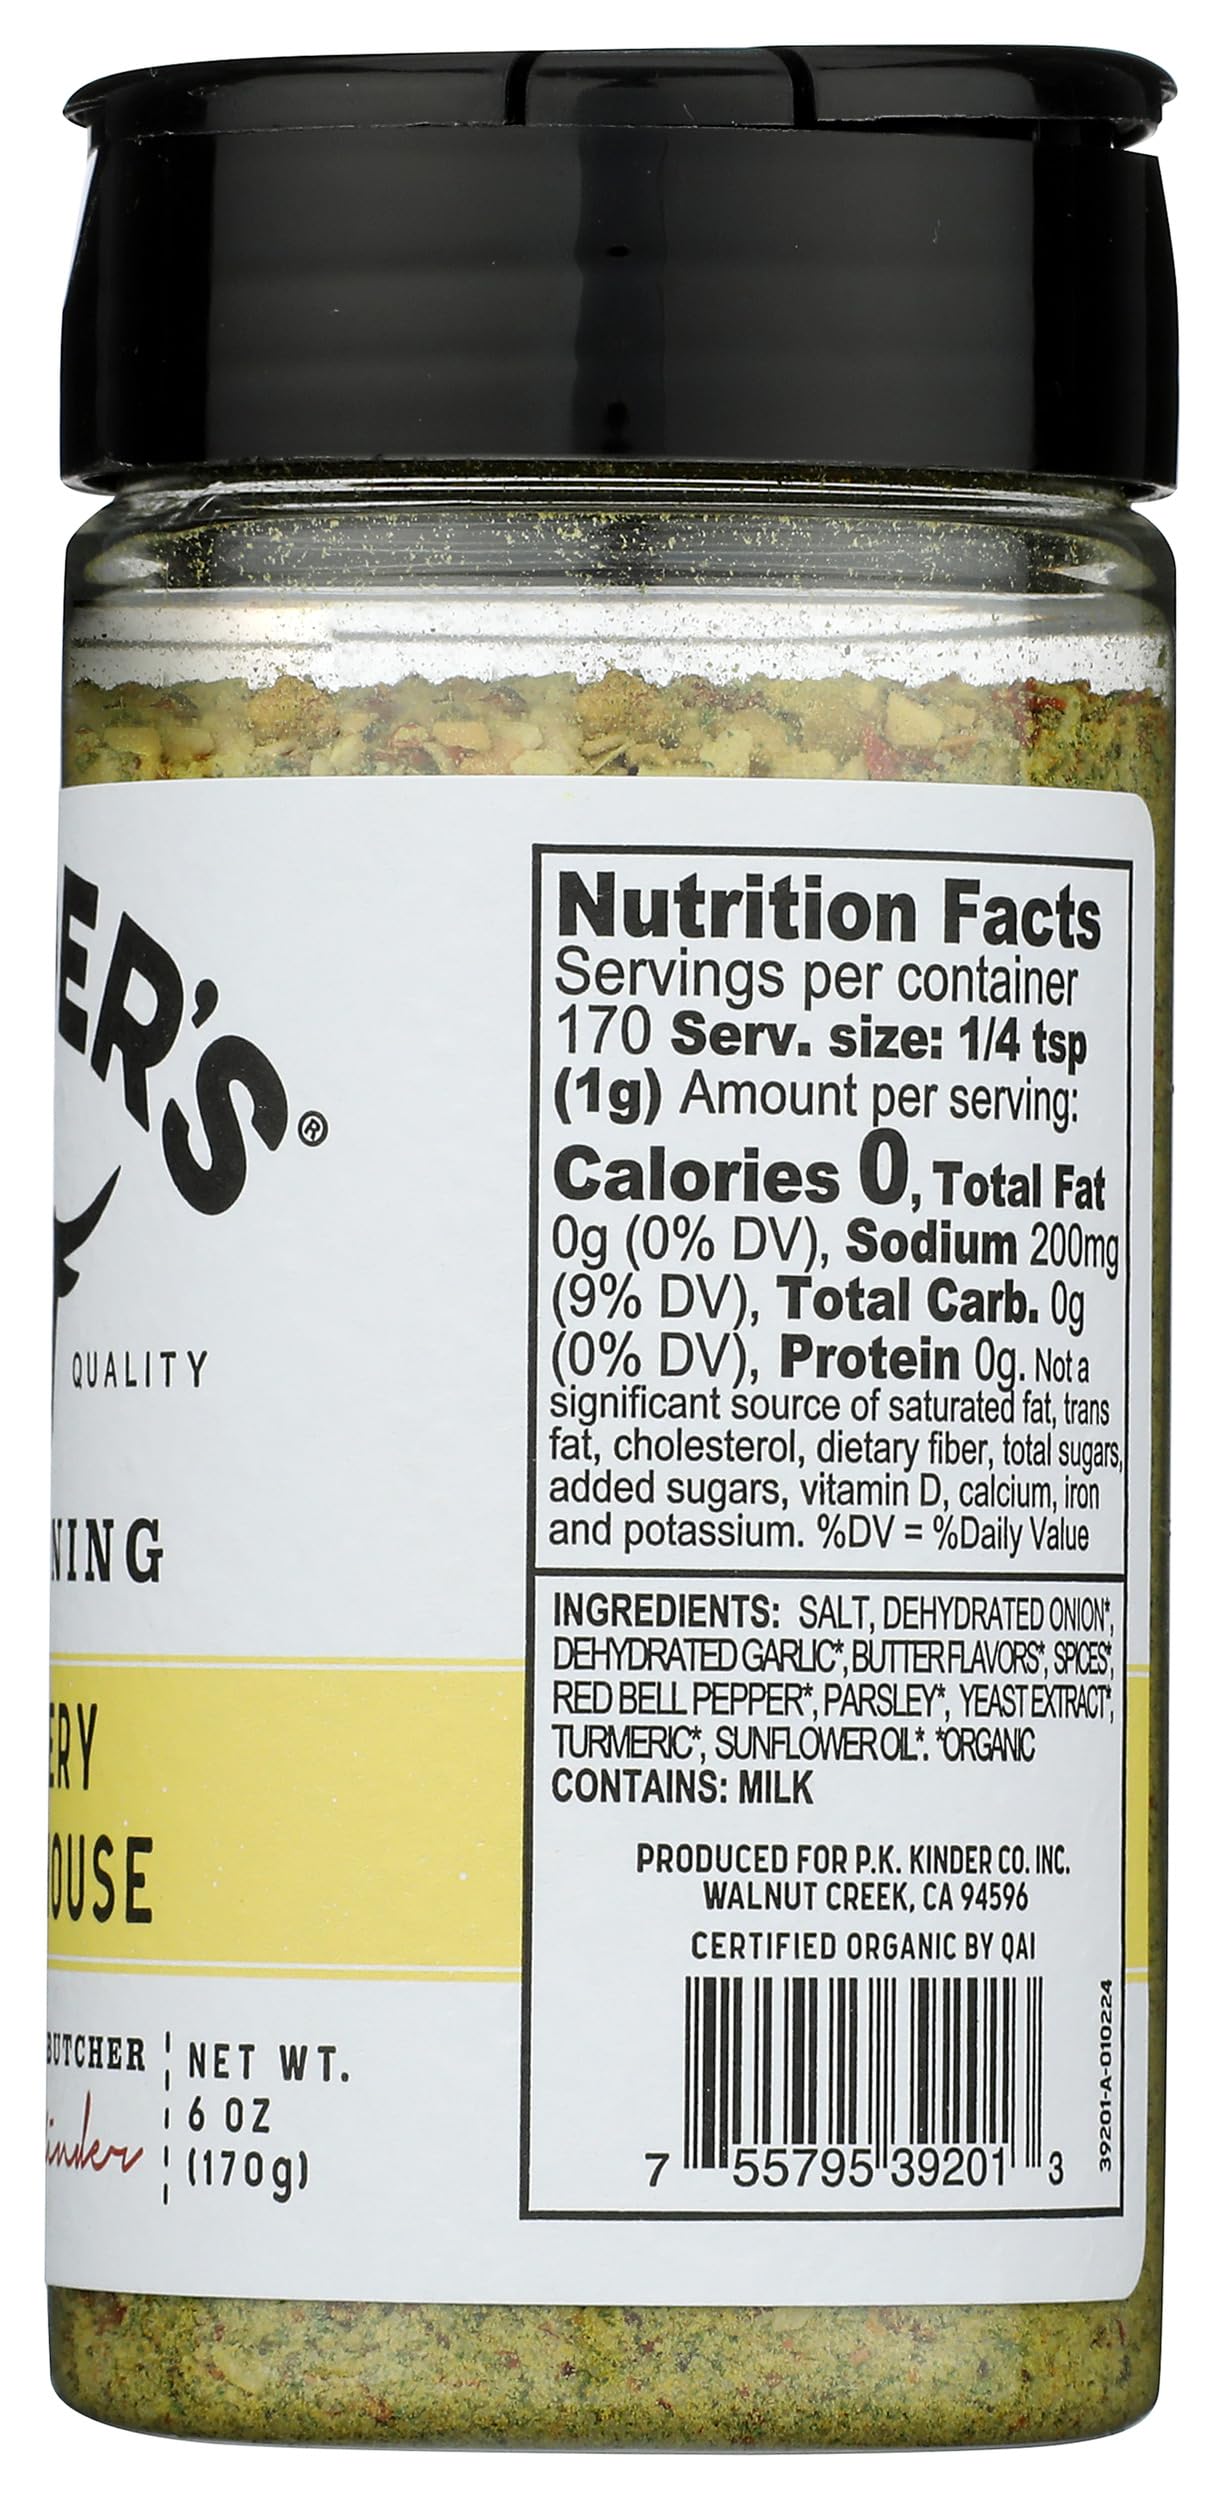 ER'S®
QUALITY
NING
ERY
OUSE
BUTCHER
inder
NET WT.
6 OZ
(170g)
Nutrition Facts
Servings per container
170 Serv. size: 1/4 tsp
(1g) Amount per serving:
Calories 0, Total Fat
0g (0% DV), Sodium 200mg
(9% DV), Total Carb. 0g
(0% DV), Protein 0g. Not a
significant source of saturated fat, trans
fat, cholesterol, dietary fiber, total sugars,
added sugars, vitamin D, calcium, iron
and potassium. %DV = %Daily Value
INGREDIENTS: SALT, DEHYDRATED ONION*,
DEHYDRATED GARLIC*, BUTTER FLAVORS*, SPICES*,
RED BELL PEPPER*, PARSLEY*, YEAST EXTRACT*,
TURMERIC*, SUNFLOWER OIL*. *ORGANIC
CONTAINS: MILK
PRODUCED FOR P.K. KINDER CO. INC.
WALNUT CREEK, CA 94596
CERTIFIED ORGANIC BY QAI
7 55795 39201 3
39201-A-010224